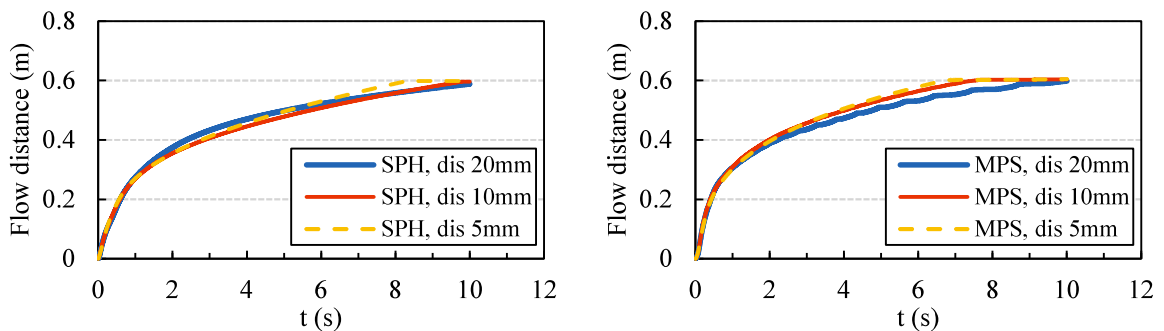 0.8
0.6
0.4
0.2
0
Flow distance (m)
SPH, dis 20mm
SPH, dis 10mm
SPH, dis 5mm
0 2 4 6 8 10 12
t (s)
0.8
0.6
0.4
0.2
0
Flow distance (m)
MPS, dis 20mm
MPS, dis 10mm
MPS, dis 5mm
0 2 4 6 8 10 12
t (s)